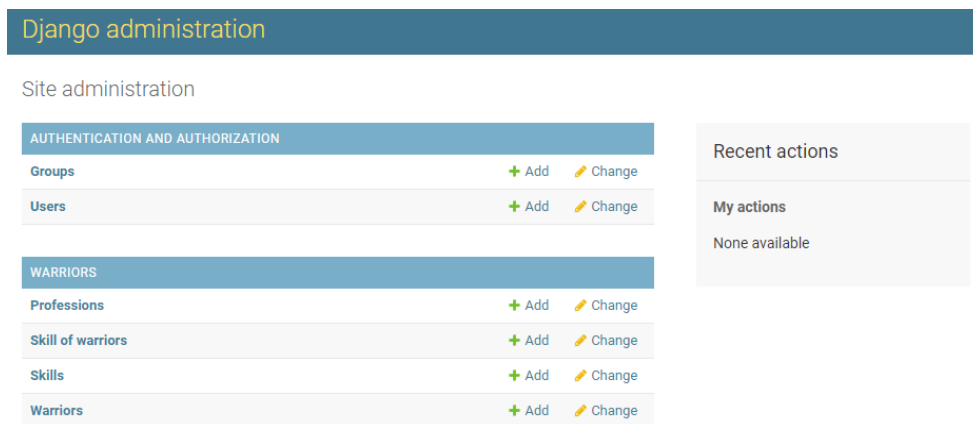 Django administration
Site administration
AUTHENTICATION AND AUTHORIZATION
Groups + Add Change
Users + Add Change
WARRIORS
Professions + Add Change
Skill of warriors + Add Change
Skills + Add Change
Warriors + Add Change
Recent actions
My actions
None available